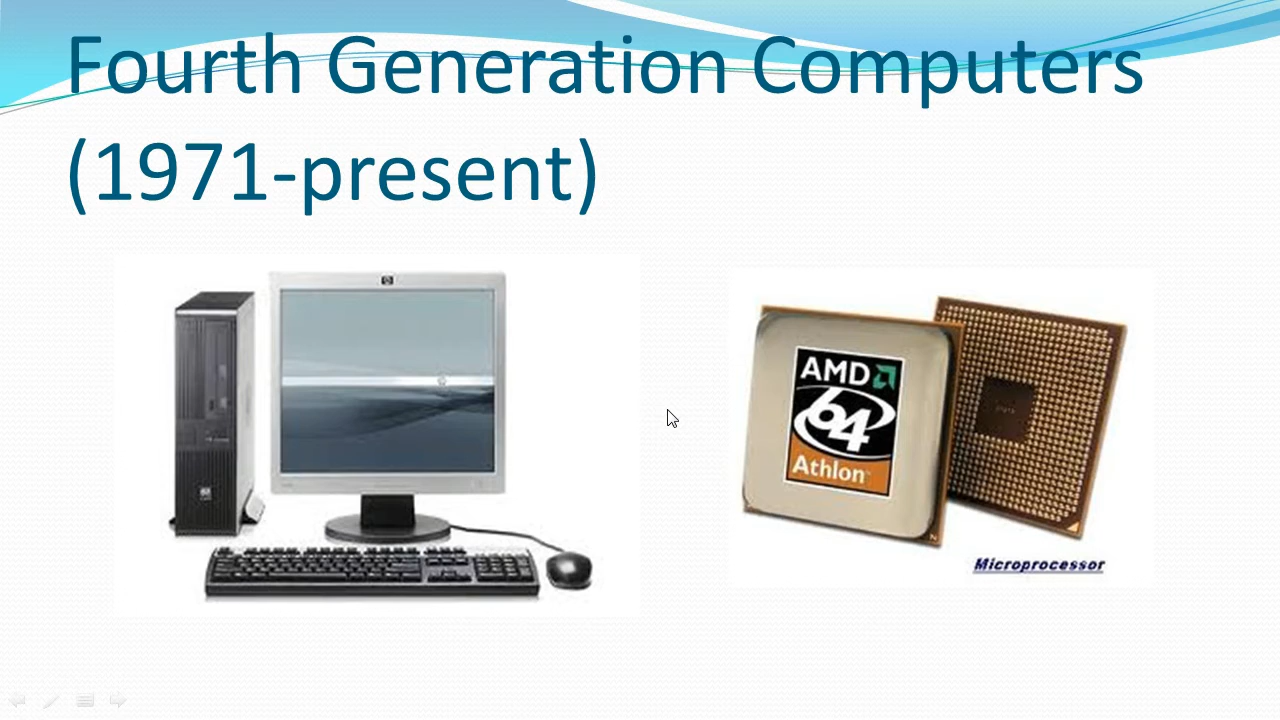 Fourth Generation Computers
(1971-present)
AMD
64
Athlon
Microprocessor